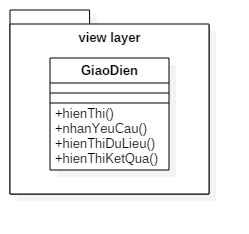 view layer
GiaoDien
+hienThi()
+nhanYeuCau()
+hienThiDuLieu()
+hienThiKetQua()